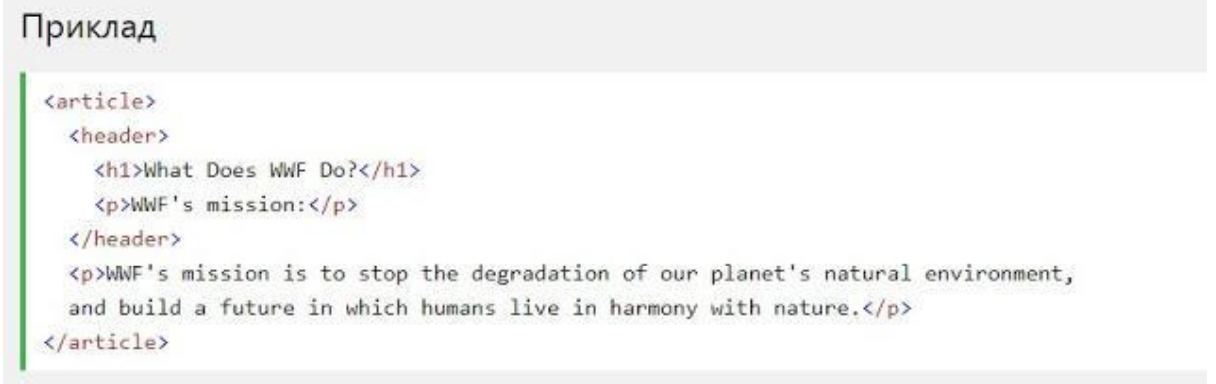 Приклад
<article>
<header>
<h1>What Does WWF Do?</h1>
<p>WWF's mission:</p>
</header>
<p>WWF's mission is to stop the degradation of our planet's natural environment,
and build a future in which humans live in harmony with nature.</p>
</article>